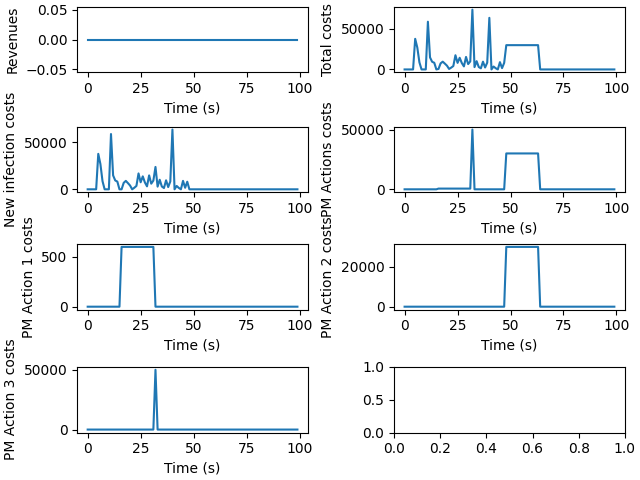 Revenues
0.05
0.00
−0.05
0 25 50 75 100
Time (s)
Total costs
50000
0
0 25 50 75 100
Time (s)
New infection costs
50000
0
0 25 50 75 100
Time (s)
PM Actions costs
50000
0
0 25 50 75 100
Time (s)
PM Action 1 costs
500
0
0 25 50 75 100
Time (s)
PM Action 2 costs
20000
0
0 25 50 75 100
Time (s)
PM Action 3 costs
50000
0
0 25 50 75 100
Time (s)
1.0
0.5
0.0
0.0 0.2 0.4 0.6 0.8 1.0